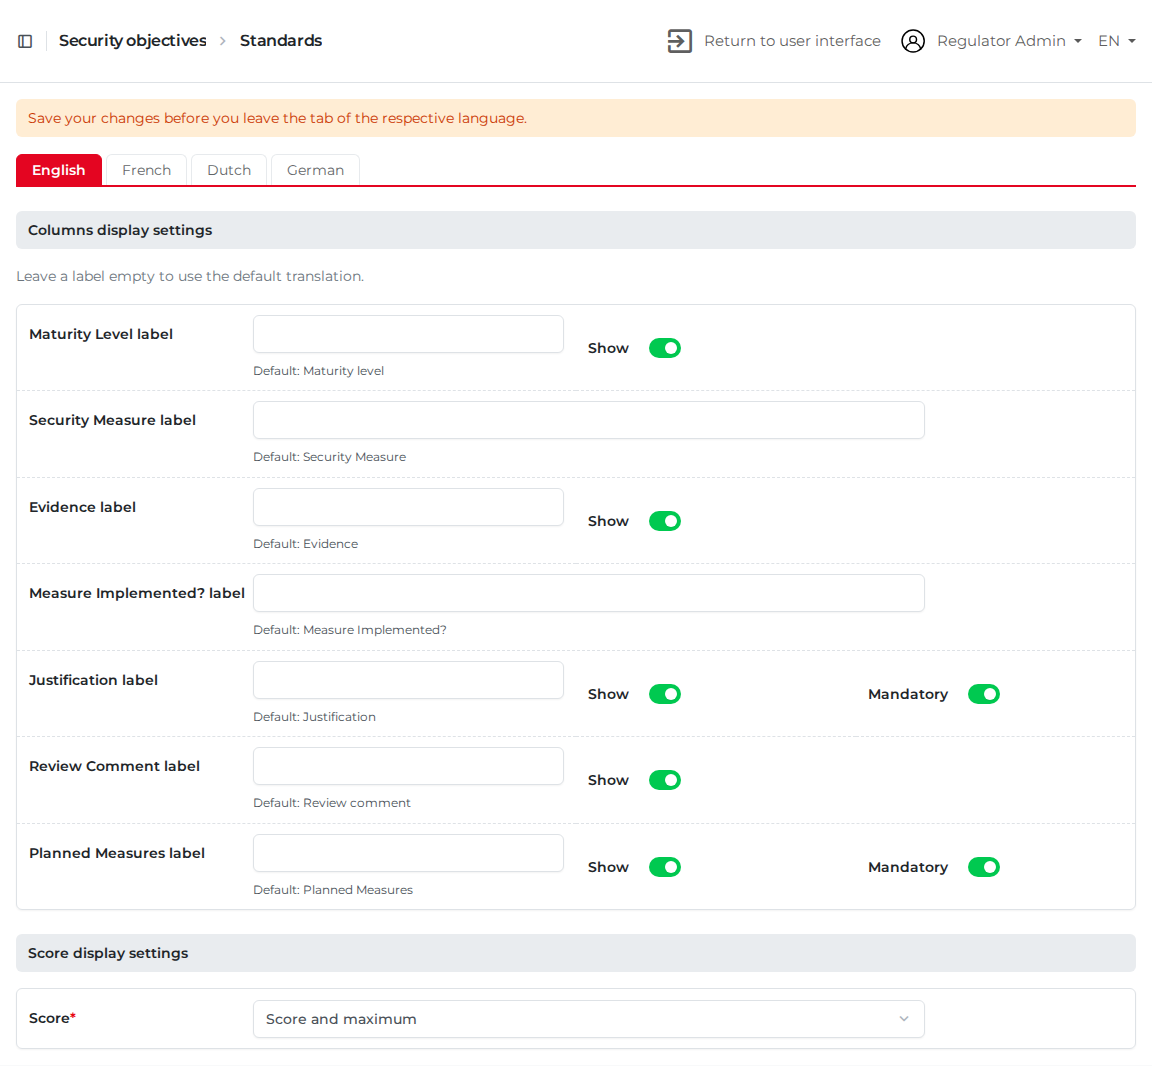 Security objectives > Standards
Return to user interface
Regulator Admin
EN
Save your changes before you leave the tab of the respective language.
English
French
Dutch
German
Columns display settings
Leave a label empty to use the default translation.
Maturity Level label
Show
Default: Maturity level
Security Measure label
Default: Security Measure
Evidence label
Show
Default: Evidence
Measure Implemented? label
Default: Measure Implemented?
Justification label
Show
Mandatory
Default: Justification
Review Comment label
Show
Default: Review comment
Planned Measures label
Show
Mandatory
Default: Planned Measures
Score display settings
Score*
Score and maximum